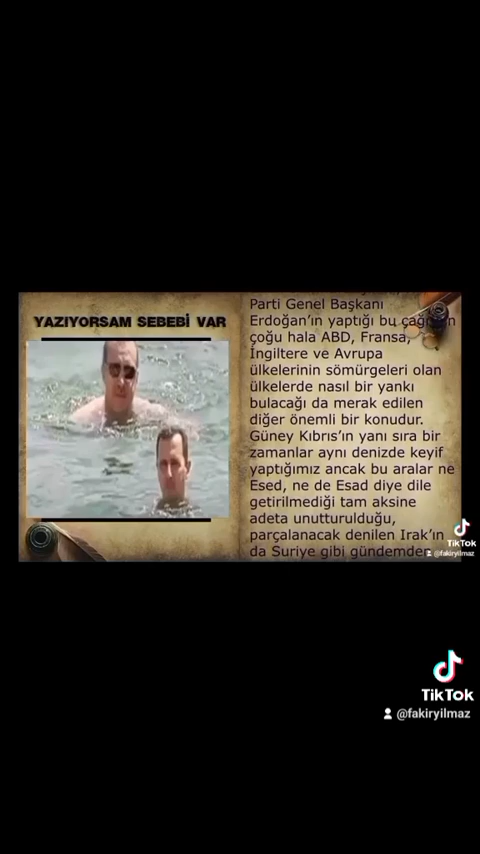 YAZIYORSAM SEBEBİ VAR
Parti Genel Başkanı
Erdoğan'ın yaptığı bu
çoğu hala ABD, Fransa,
İngiltere ve Avrupa
ülkelerinin sömürgeleri olan
ülkelerde nasıl bir yankı
bulacağı da merak edilen
diğer önemli bir konudur.
Güney Kıbrıs'ın yanı sıra bir
zamanlar aynı denizde keyif
yaptığımız ancak bu aralar ne
Esed, ne de Esad diye dile
getirilmediği tam aksine
adeta unutturulduğu,
parçalanacak denilen Irak'ın
da Suriye gibi gündemden
TikTok
@fakiryilmaz
TikTok
@fakiryilmaz